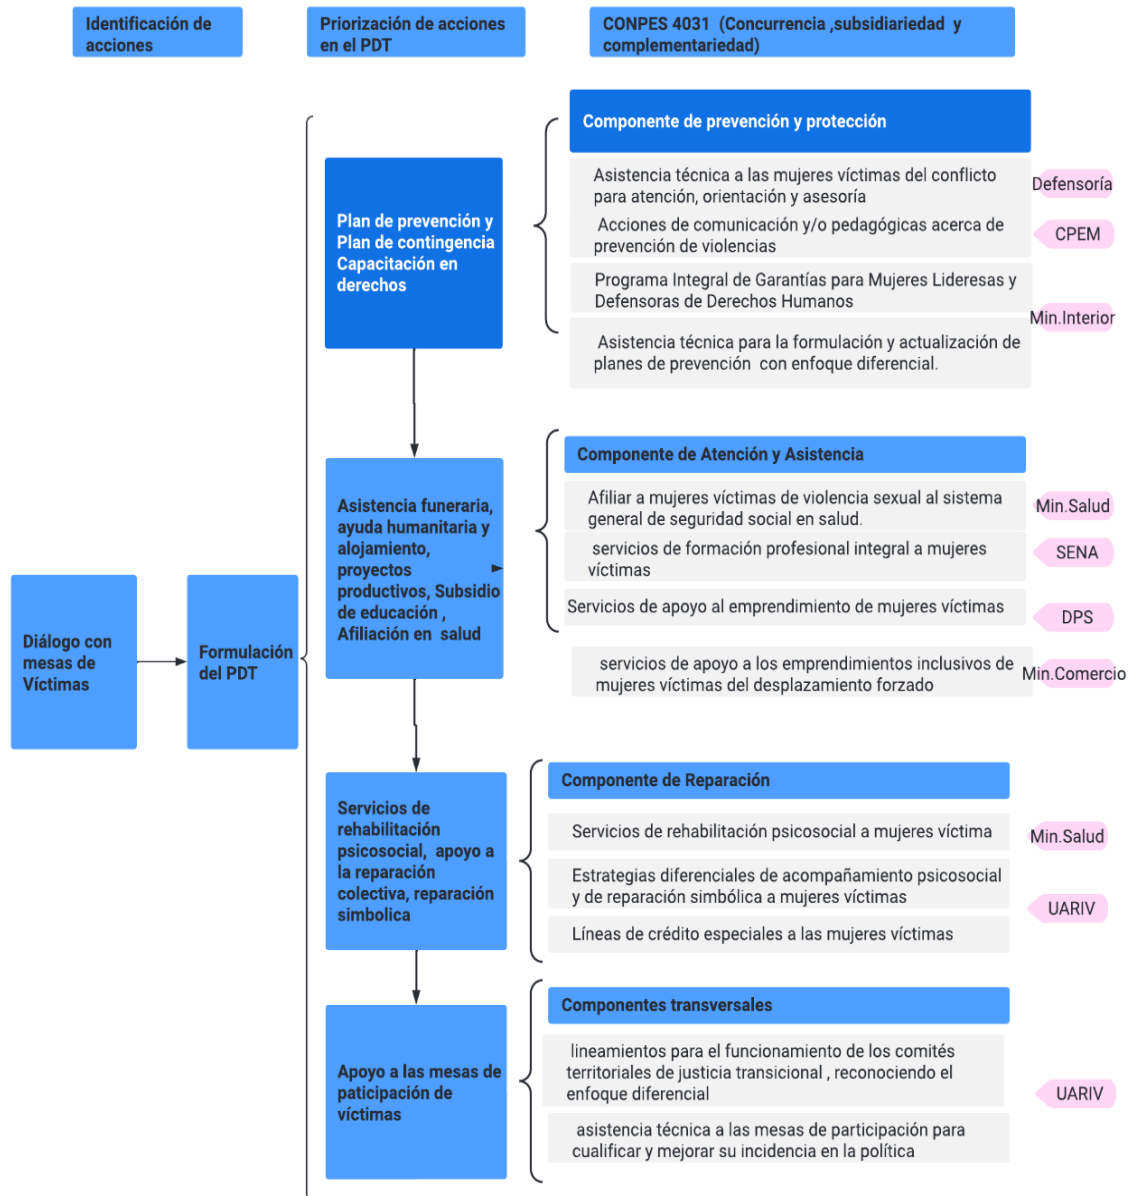 Identificación de
acciones
Priorización de acciones
en el PDT
CONPES 4031 (Concurrencia ,subsidiariedad y
complementariedad)
Diálogo con
mesas de
Víctimas
Formulación
del PDT
Plan de prevención y
Plan de contingencia
Capacitación en
derechos
Componente de prevención y protección
Asistencia técnica a las mujeres víctimas del conflicto
para atención, orientación y asesoría
Defensoría
Acciones de comunicación y/o pedagógicas acerca de
prevención de violencias
CPEM
Programa Integral de Garantías para Mujeres Lideresas y
Defensoras de Derechos Humanos
Min.Interior
Asistencia técnica para la formulación y actualización de
planes de prevención con enfoque diferencial.
Asistencia funeraria,
ayuda humanitaria y
alojamiento,
proyectos
productivos, Subsidio
de educación ,
Afiliación en salud
Componente de Atención y Asistencia
Afiliar a mujeres víctimas de violencia sexual al sistema
general de seguridad social en salud.
Min.Salud
servicios de formación profesional integral a mujeres
víctimas
SENA
Servicios de apoyo al emprendimiento de mujeres víctimas
DPS
servicios de apoyo a los emprendimientos inclusivos de
mujeres víctimas del desplazamiento forzado
Min.Comercio
Servicios de
rehabilitación
psicosocial, apoyo a
la reparación
colectiva, reparación
simbolica
Componente de Reparación
Servicios de rehabilitación psicosocial a mujeres víctima
Min.Salud
Estrategias diferenciales de acompañamiento psicosocial
y de reparación simbólica a mujeres víctimas
UARIV
Líneas de crédito especiales a las mujeres víctimas
Apoyo a las mesas de
paticipación de
víctimas
Componentes transversales
lineamientos para el funcionamiento de los comités
territoriales de justicia transicional , reconociendo el
enfoque diferencial
UARIV
asistencia técnica a las mesas de participación para
cualificar y mejorar su incidencia en la política